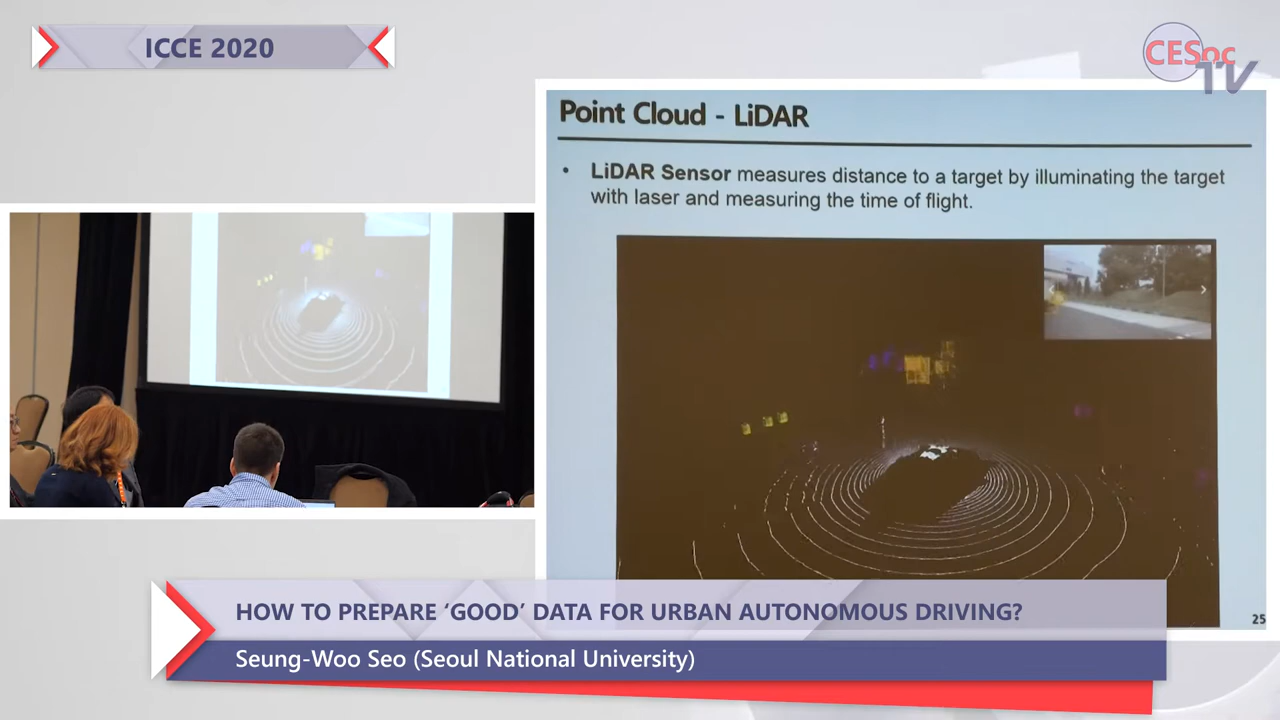 ICCE 2020
CESoc
TV
Point Cloud - LiDAR
• LiDAR Sensor measures distance to a target by illuminating the target
with laser and measuring the time of flight.
25
HOW TO PREPARE ‘GOOD’ DATA FOR URBAN AUTONOMOUS DRIVING?
Seung-Woo Seo (Seoul National University)